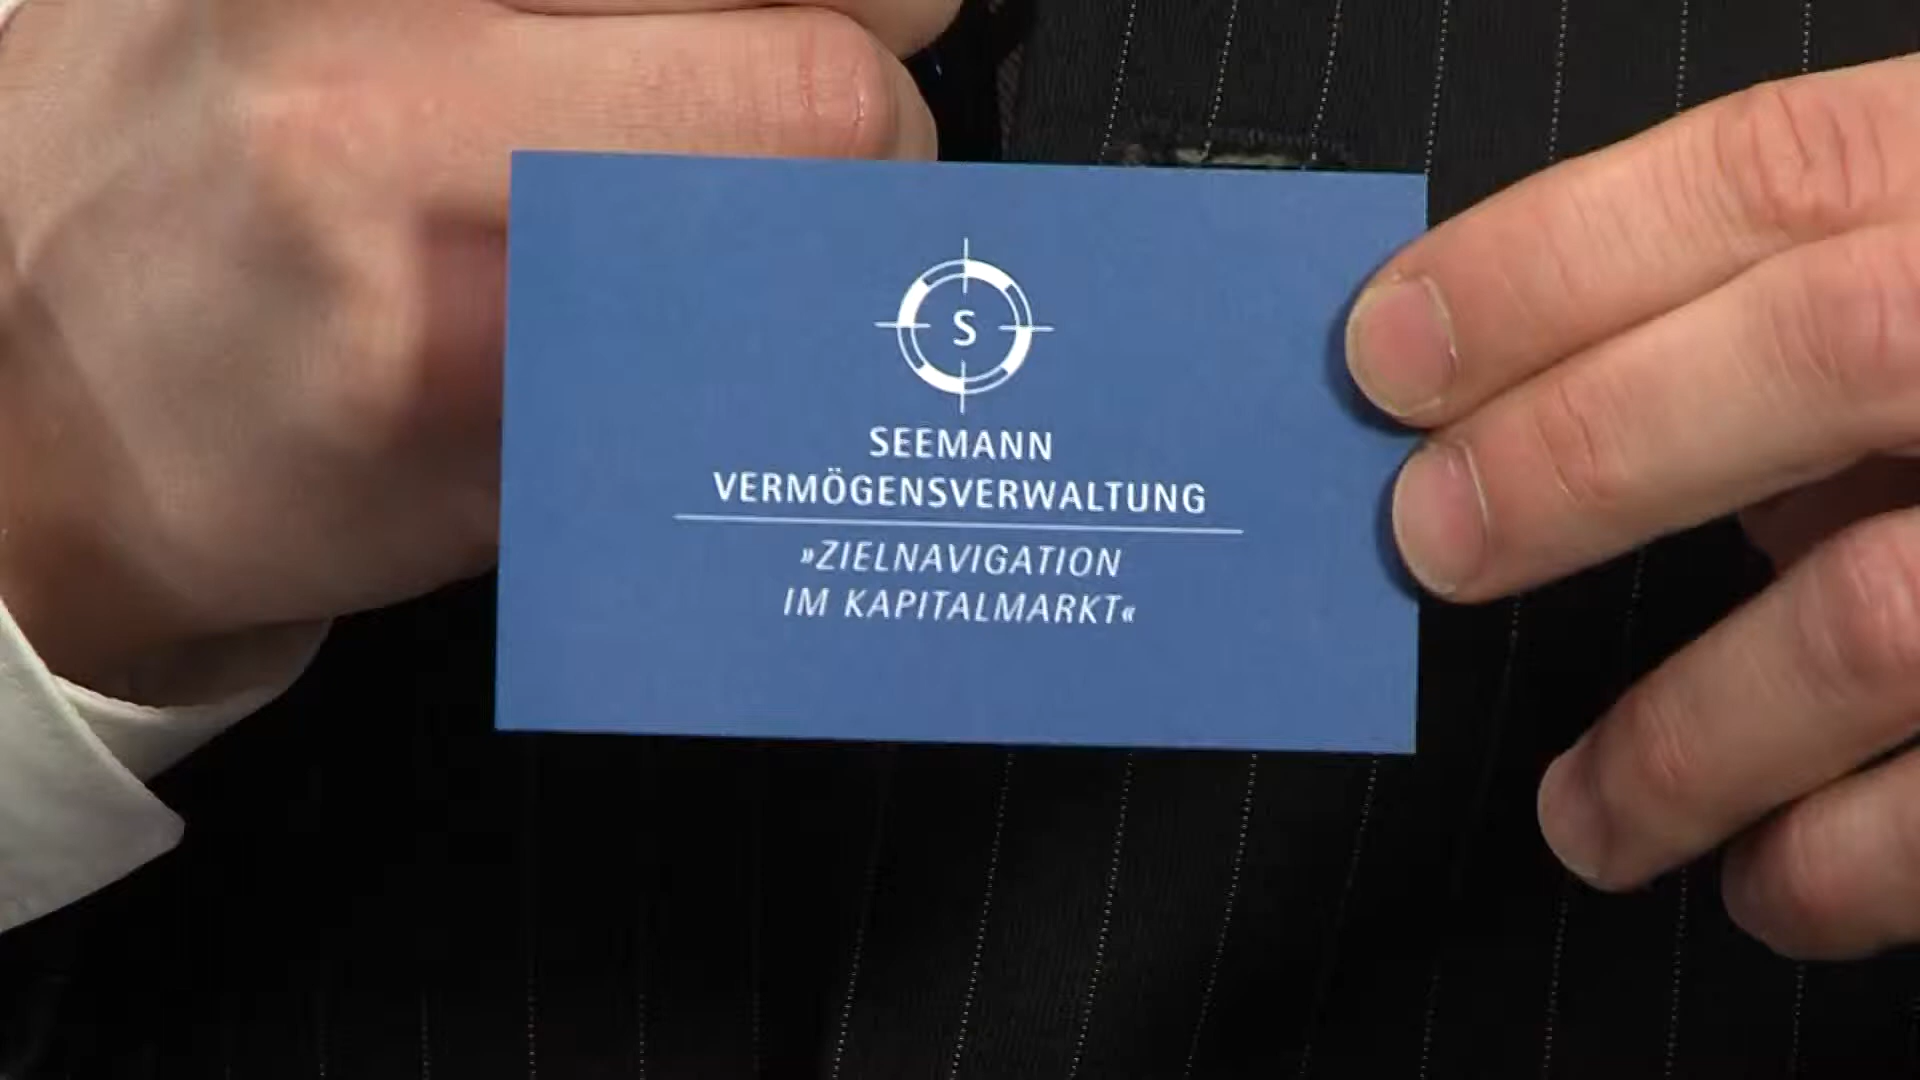 S
SEEMANN
VERMÖGENSVERWALTUNG
»ZIELNAVIGATION
IM KAPITALMARKT«